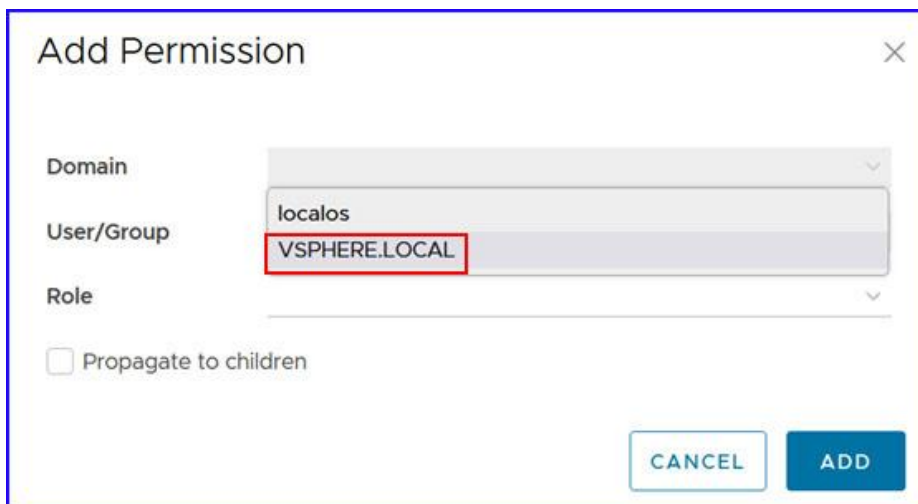 Add Permission
Domain
localos
User/Group
VSPHERE.LOCAL
Role
Propagate to children
CANCEL
ADD